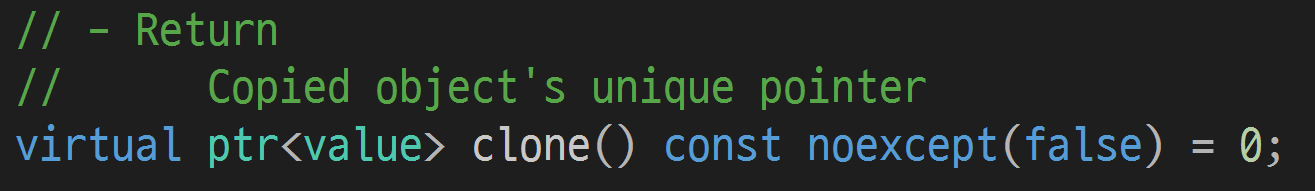 // - Return
//      Copied object's unique pointer
virtual ptr<value> clone() const noexcept(false) = 0;